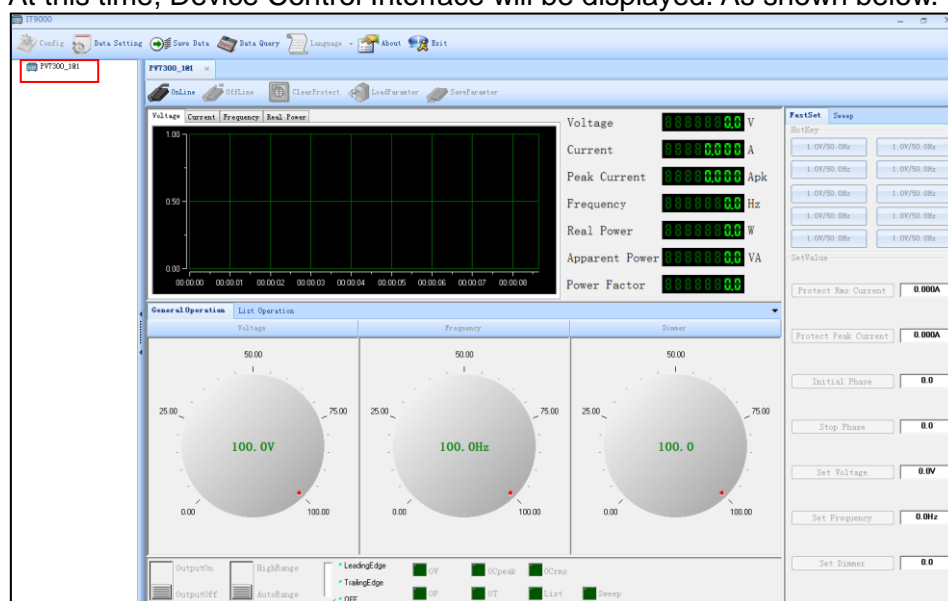 At this time, Device Control Interface will be displayed. As shown below.
IT9000
Config Data Setting Save Data Data Query Language About Exit
PV7300_101
PV7300_101 ×
OnLine OffLine ClearProtect LoadParamter SaveParamter
Voltage Current Frequency Real Power
1.00
0.50
0.00
00:00:00 00:00:01 00:00:02 00:00:03 00:00:04 00:00:05 00:00:06 00:00:07 00:00:08
Voltage 0.0 V
Current 0.000 A
Peak Current 0.000 Apk
Frequency 0.0 Hz
Real Power 0.0 W
Apparent Power 0.0 VA
Power Factor 0.0
FastSet Sweep
HotKey
1.0V/50.0Hz 1.0V/50.0Hz
1.0V/50.0Hz 1.0V/50.0Hz
1.0V/50.0Hz 1.0V/50.0Hz
1.0V/50.0Hz 1.0V/50.0Hz
1.0V/50.0Hz 1.0V/50.0Hz
SetValue
Protect Rms Current 0.000A
Protect Peak Current 0.000A
Initial Phase 0.0
Stop Phase 0.0
Set Voltage 0.0V
Set Frequency 0.0Hz
Set Dimmer 0.0
General Operation List Operation
Voltage Frequency Dimmer
50.00 50.00 50.00
25.00 75.00 25.00 75.00 25.00 75.00
100.0V 100.0Hz 100.0
0.00 100.00 0.00 100.00 0.00 100.00
OutputOn HighRange LeadingEdge OV OCpeak OCrms
TrailingEdge
OutputOff AutoRange OFF OP OT List Sweep